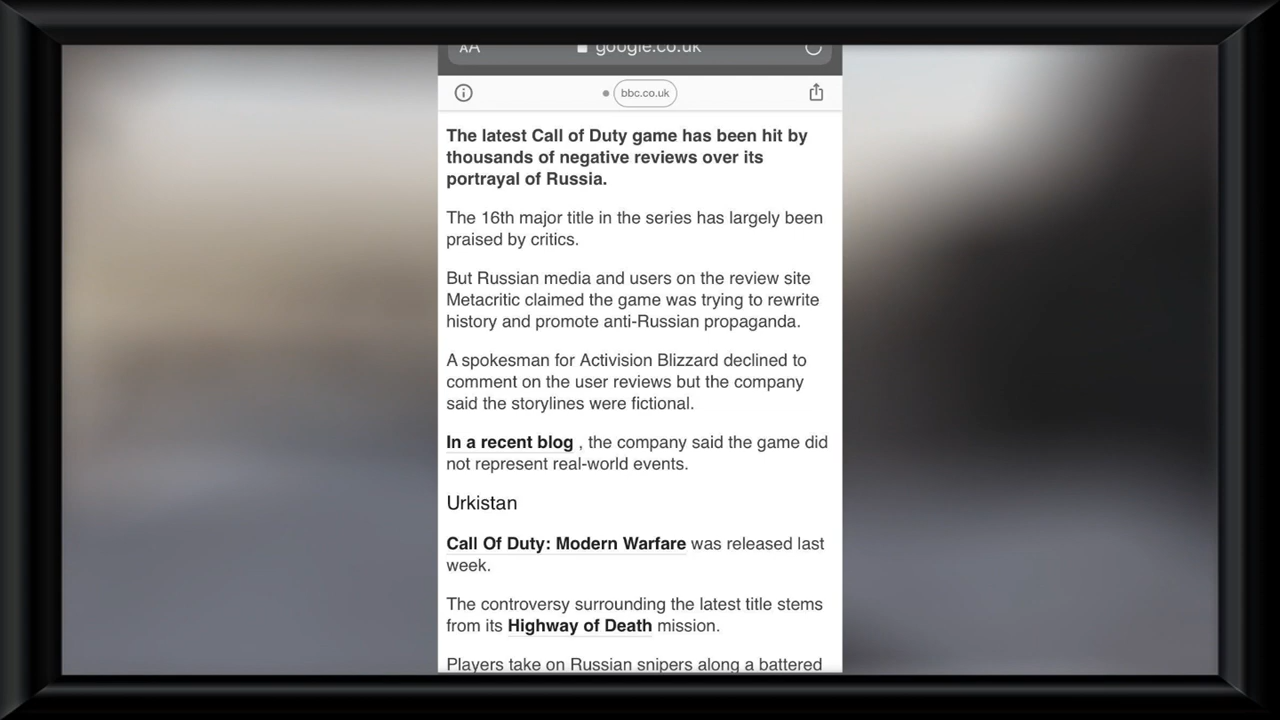 AA google.co.uk
bbc.co.uk
The latest Call of Duty game has been hit by
thousands of negative reviews over its
portrayal of Russia.
The 16th major title in the series has largely been
praised by critics.
But Russian media and users on the review site
Metacritic claimed the game was trying to rewrite
history and promote anti-Russian propaganda.
A spokesman for Activision Blizzard declined to
comment on the user reviews but the company
said the storylines were fictional.
In a recent blog , the company said the game did
not represent real-world events.
Urkistan
Call Of Duty: Modern Warfare was released last
week.
The controversy surrounding the latest title stems
from its Highway of Death mission.
Players take on Russian snipers along a battered